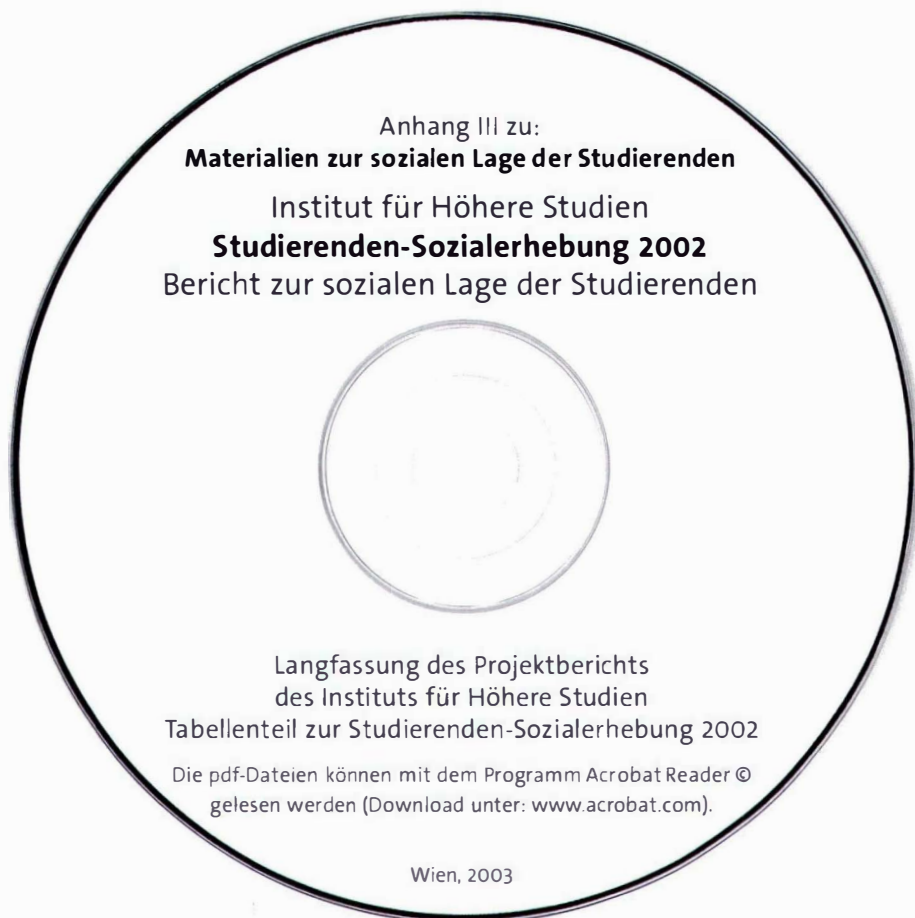 Anhang III zu:
Materialien zur sozialen Lage der Studierenden
Institut für Höhere Studien
Studierenden-Sozialerhebung 2002
Bericht zur sozialen Lage der Studierenden
Langfassung des Projektberichts
des Instituts für Höhere Studien
Tabellenteil zur Studierenden-Sozialerhebung 2002
Die pdf-Dateien können mit dem Programm Acrobat Reader ©
gelesen werden (Download unter: www.acrobat.com).
Wien, 2003